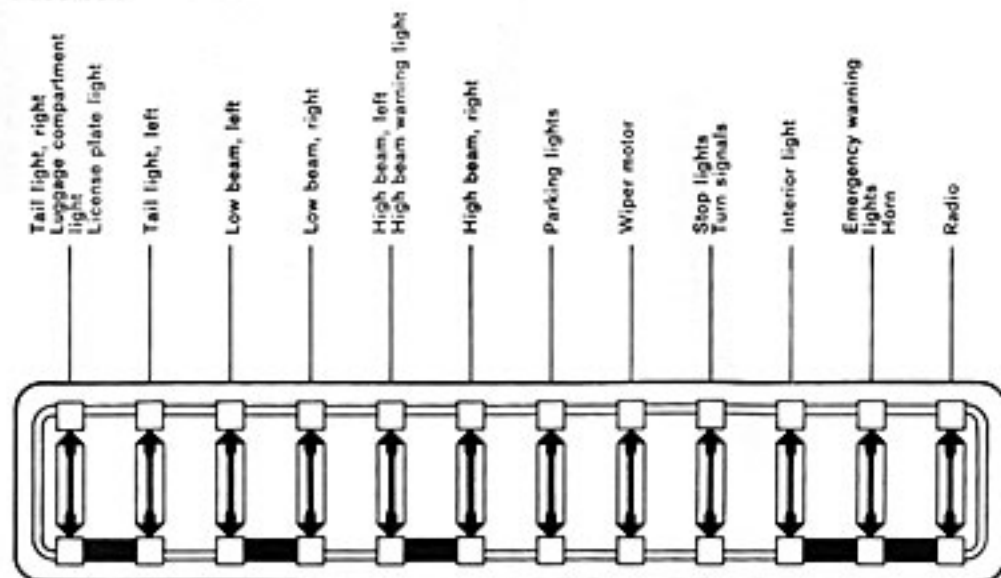 Tail light, right
Luggage compartment
light
License plate light
Tail light, left
Low beam, left
Low beam, right
High beam, left
High beam warning light
High beam, right
Parking lights
Wiper motor
Stop lights
Turn signals
Interior light
Emergency warning
lights
Horn
Radio